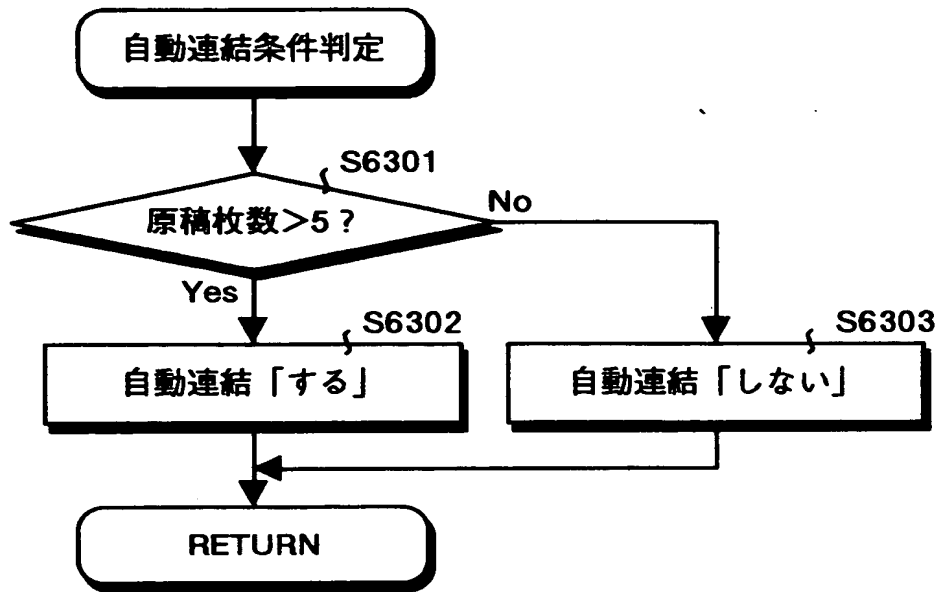 自動連結条件判定
S6301
原稿枚数>5?
No
Yes
S6302
自動連結「する」
S6303
自動連結「しない」
RETURN